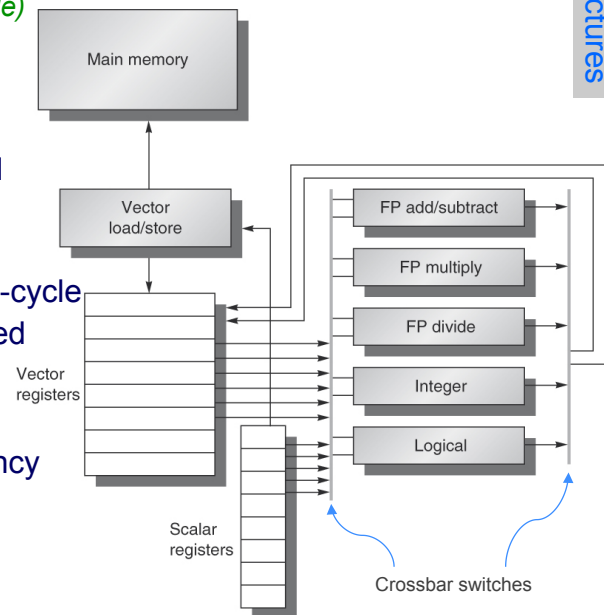 e)
ctures
Main memory
Vector
load/store
FP add/subtract
FP multiply
-cycle
FP divide
ed
Vector
registers
Integer
Logical
ncy
Scalar
registers
Crossbar switches